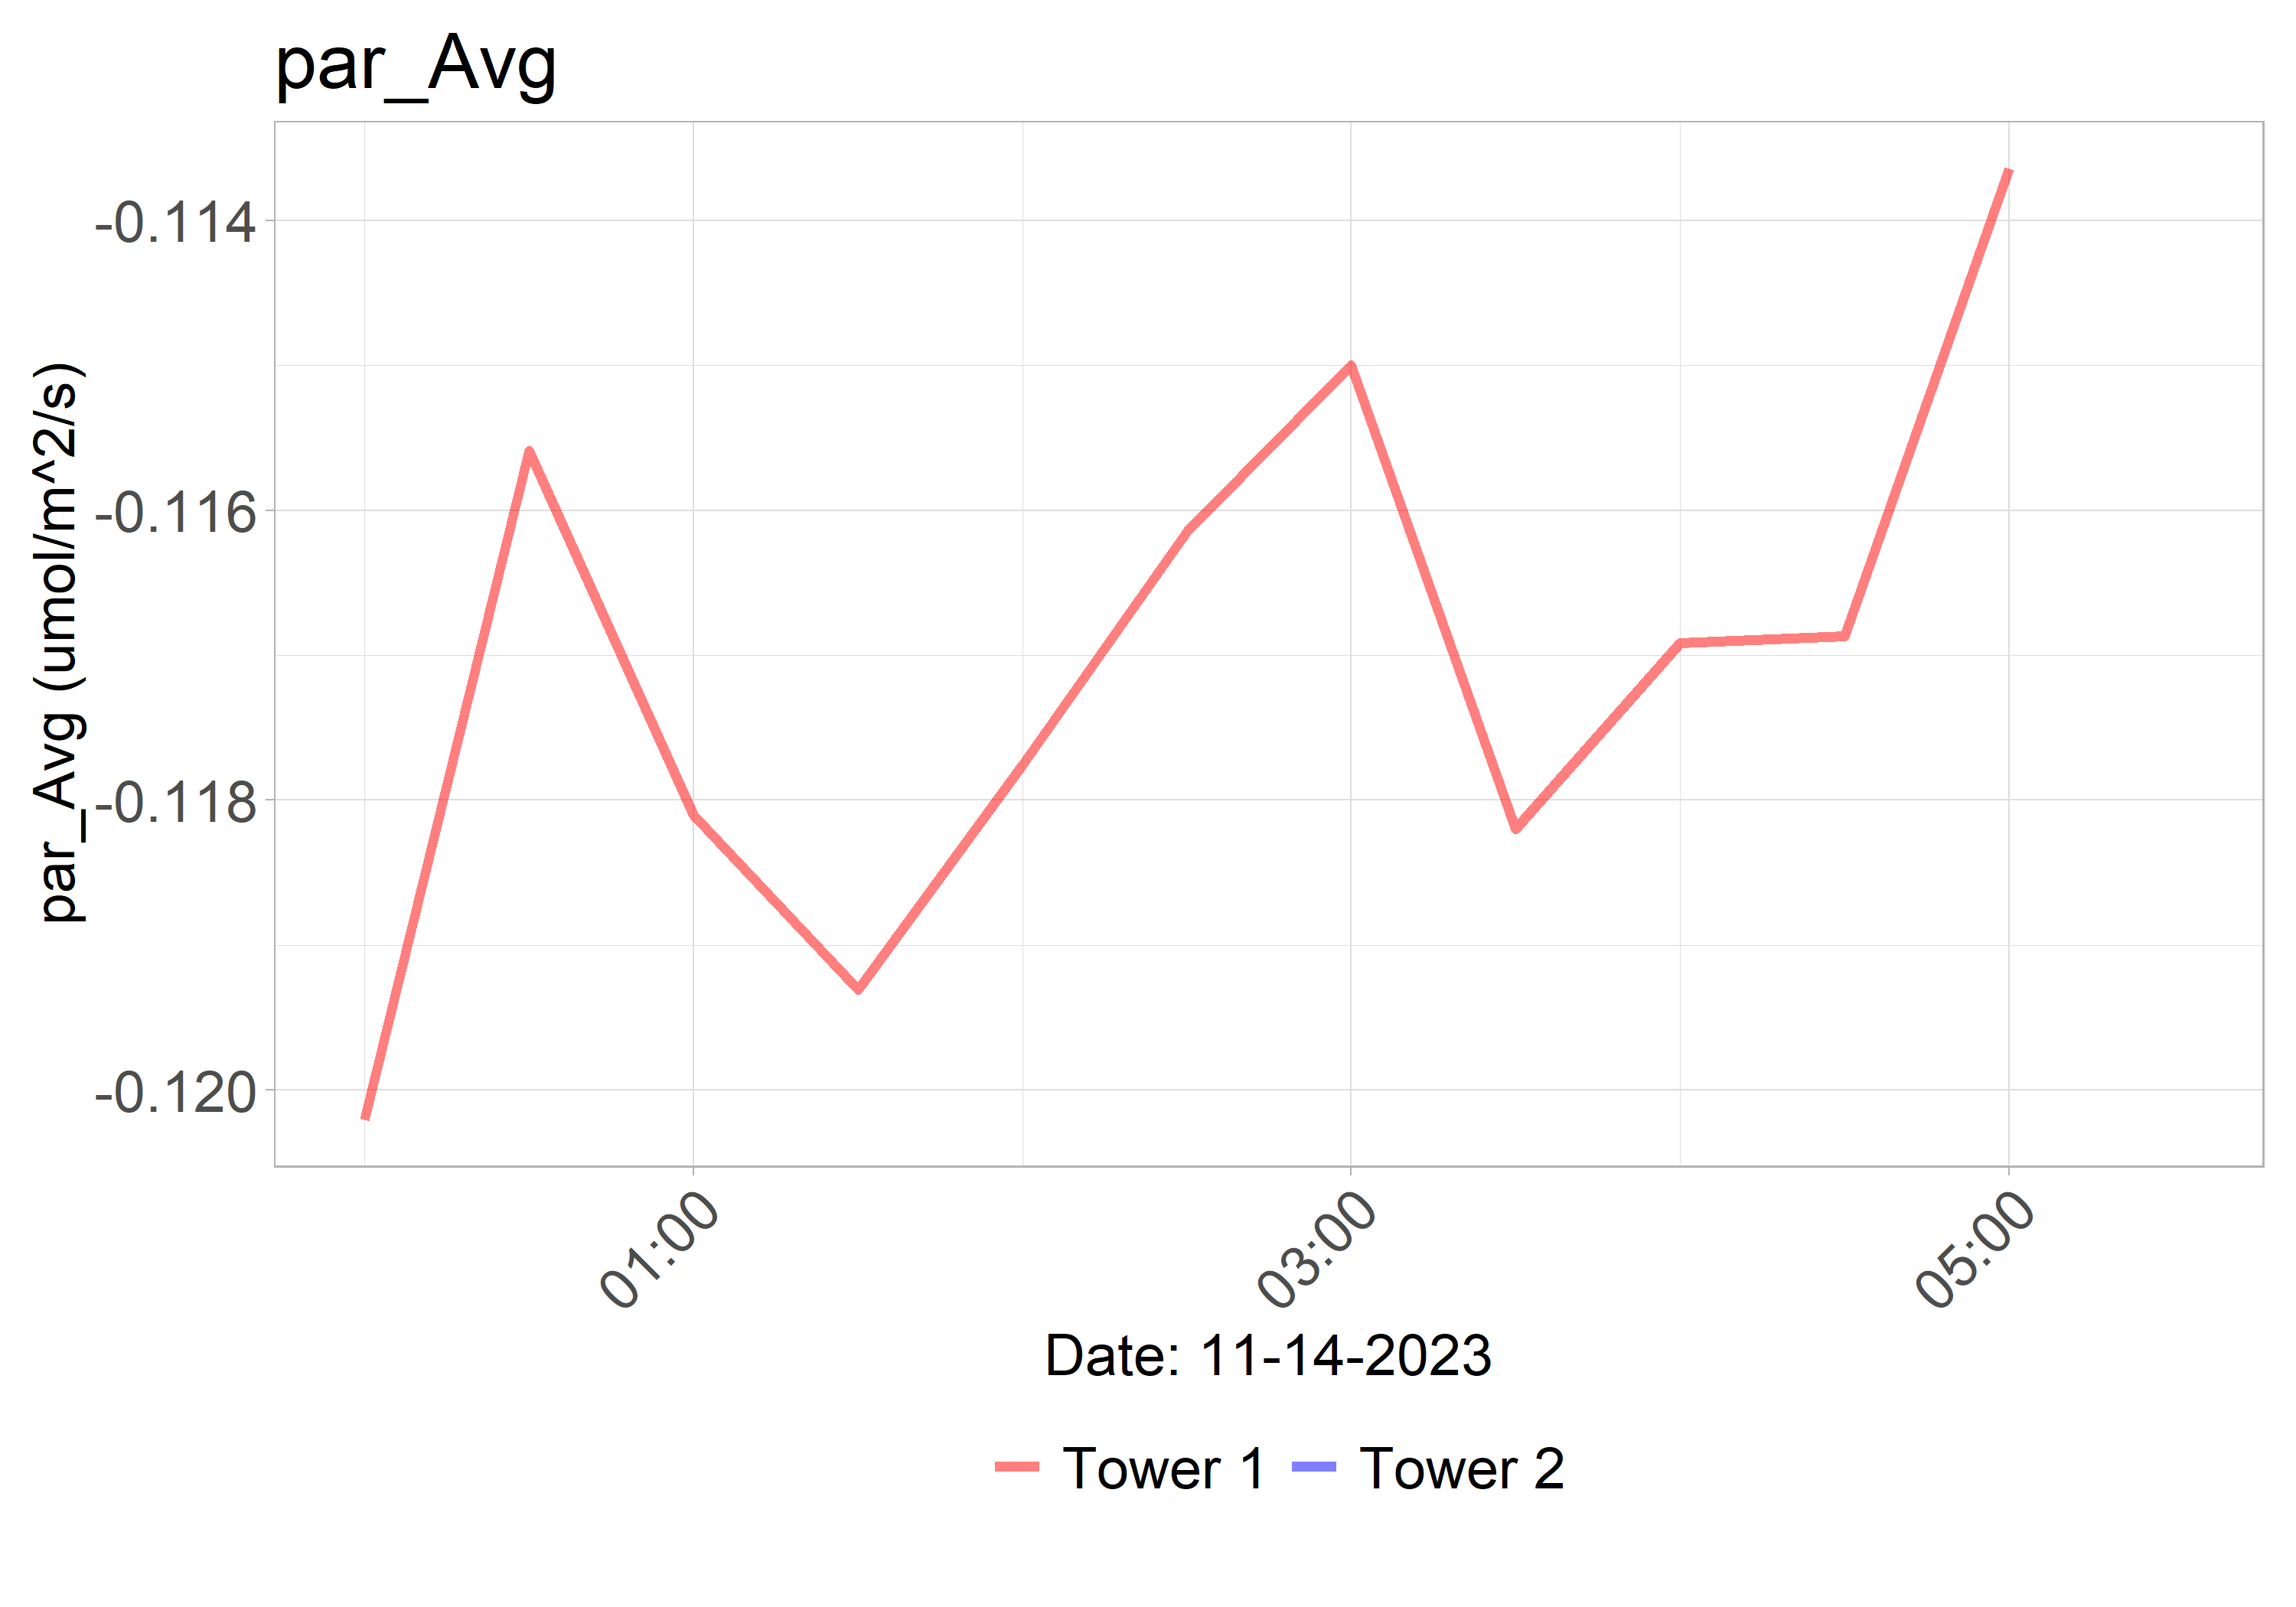 par_Avg
par_Avg (umol/m^2/s)
-0.114
-0.116
-0.118
-0.120
01:00
03:00
05:00
Date: 11-14-2023
Tower 1
Tower 2